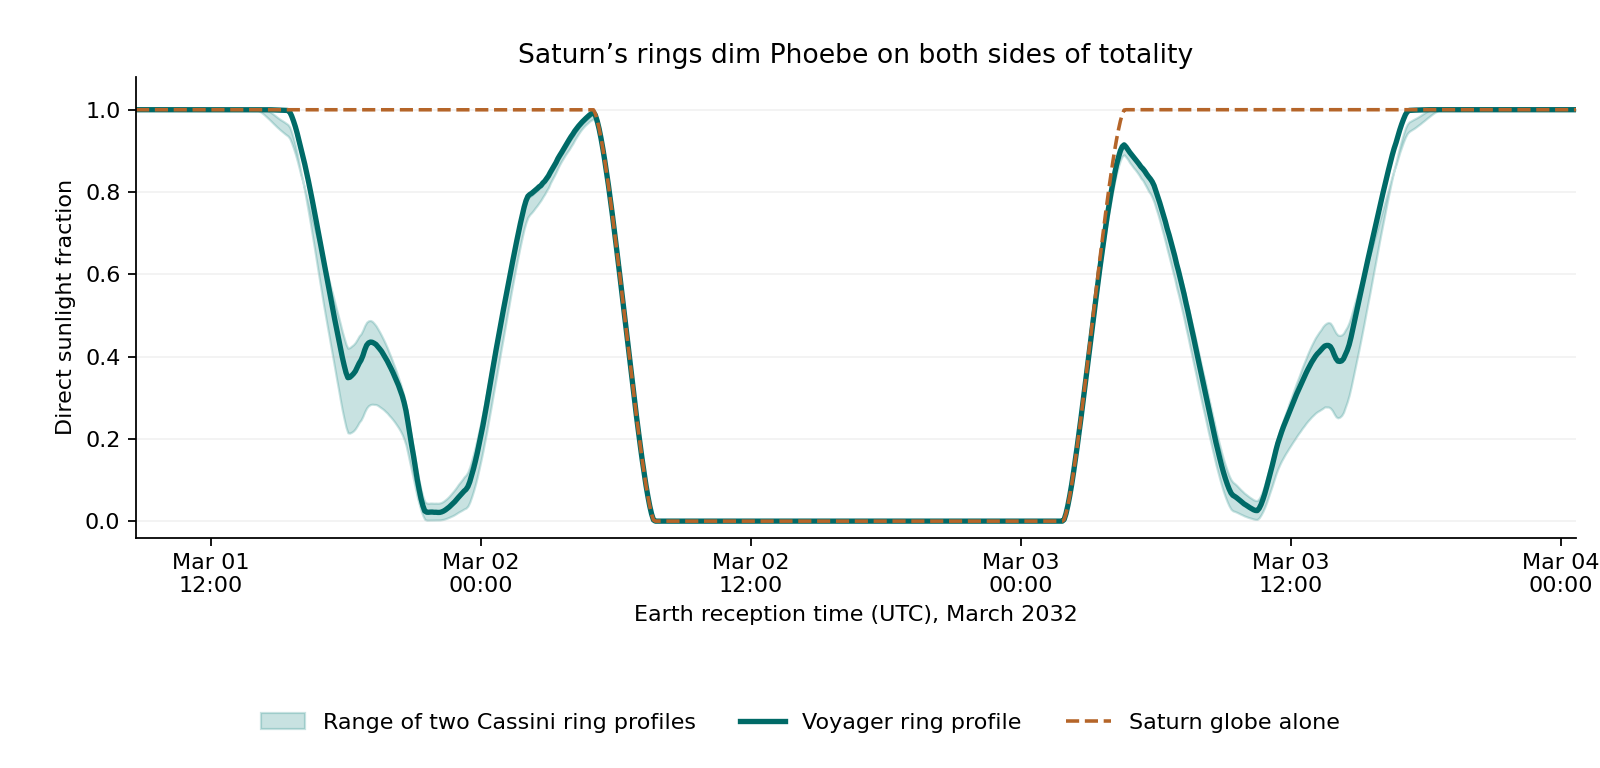 Saturn’s rings dim Phoebe on both sides of totality
Direct sunlight fraction
1.0
0.8
0.6
0.4
0.2
0.0
Mar 01
12:00
Mar 02
00:00
Mar 02
12:00
Mar 03
00:00
Mar 03
12:00
Mar 04
00:00
Earth reception time (UTC), March 2032
Range of two Cassini ring profiles
Voyager ring profile
Saturn globe alone